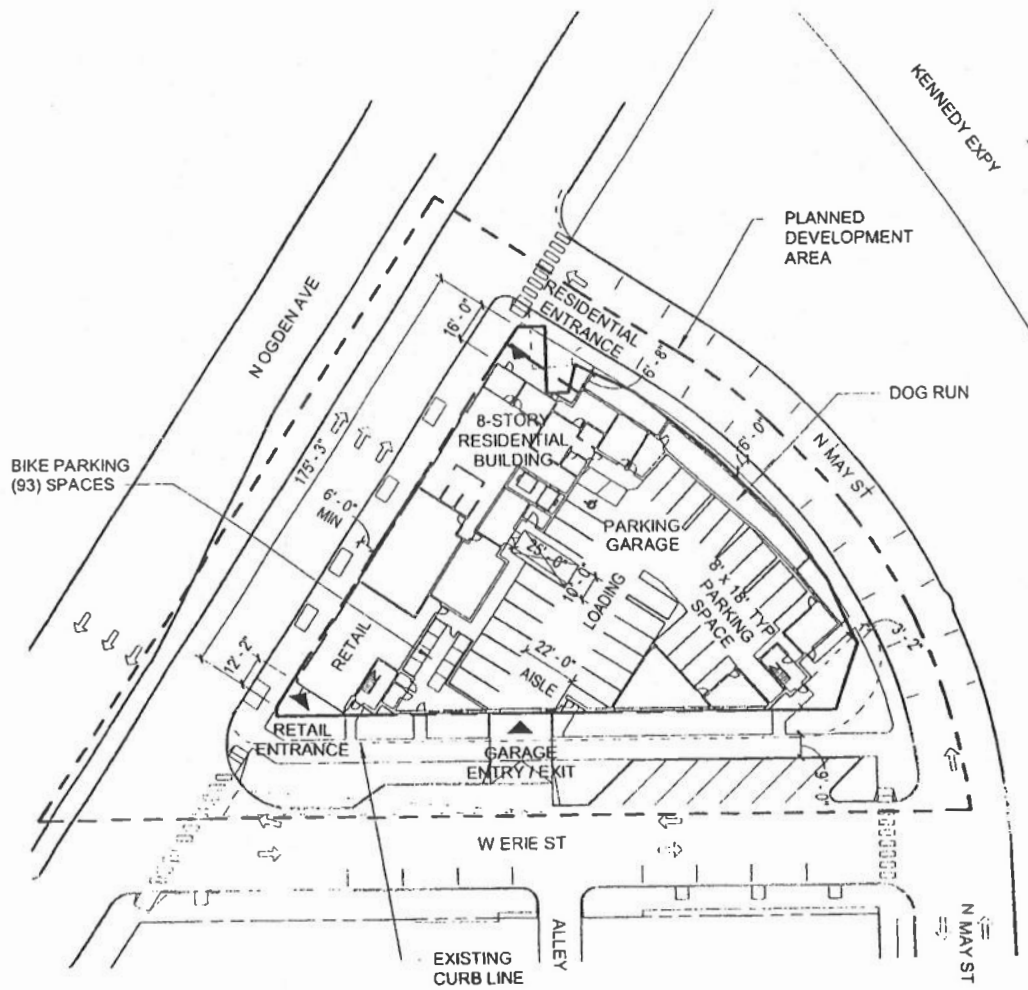 KENNEDY EXPY
PLANNED
DEVELOPMENT
AREA
N OGDEN AVE
16'-0"
RESIDENTIAL
ENTRANCE
6'-8"
DOG RUN
6'-0"
N MAY ST
8-STORY
RESIDENTIAL
BUILDING
175'-3"
BIKE PARKING
(93) SPACES
6'-0"
MIN
PARKING
GARAGE
25'-0"
10'-0"
LOADING
8' X 18' TYP
PARKING
SPACE
3'-2"
RETAIL
22'-0"
AISLE
12'-2"
RETAIL
ENTRANCE
GARAGE
ENTRY / EXIT
6'-0"
W ERIE ST
ALLEY
N MAY ST
EXISTING
CURB LINE